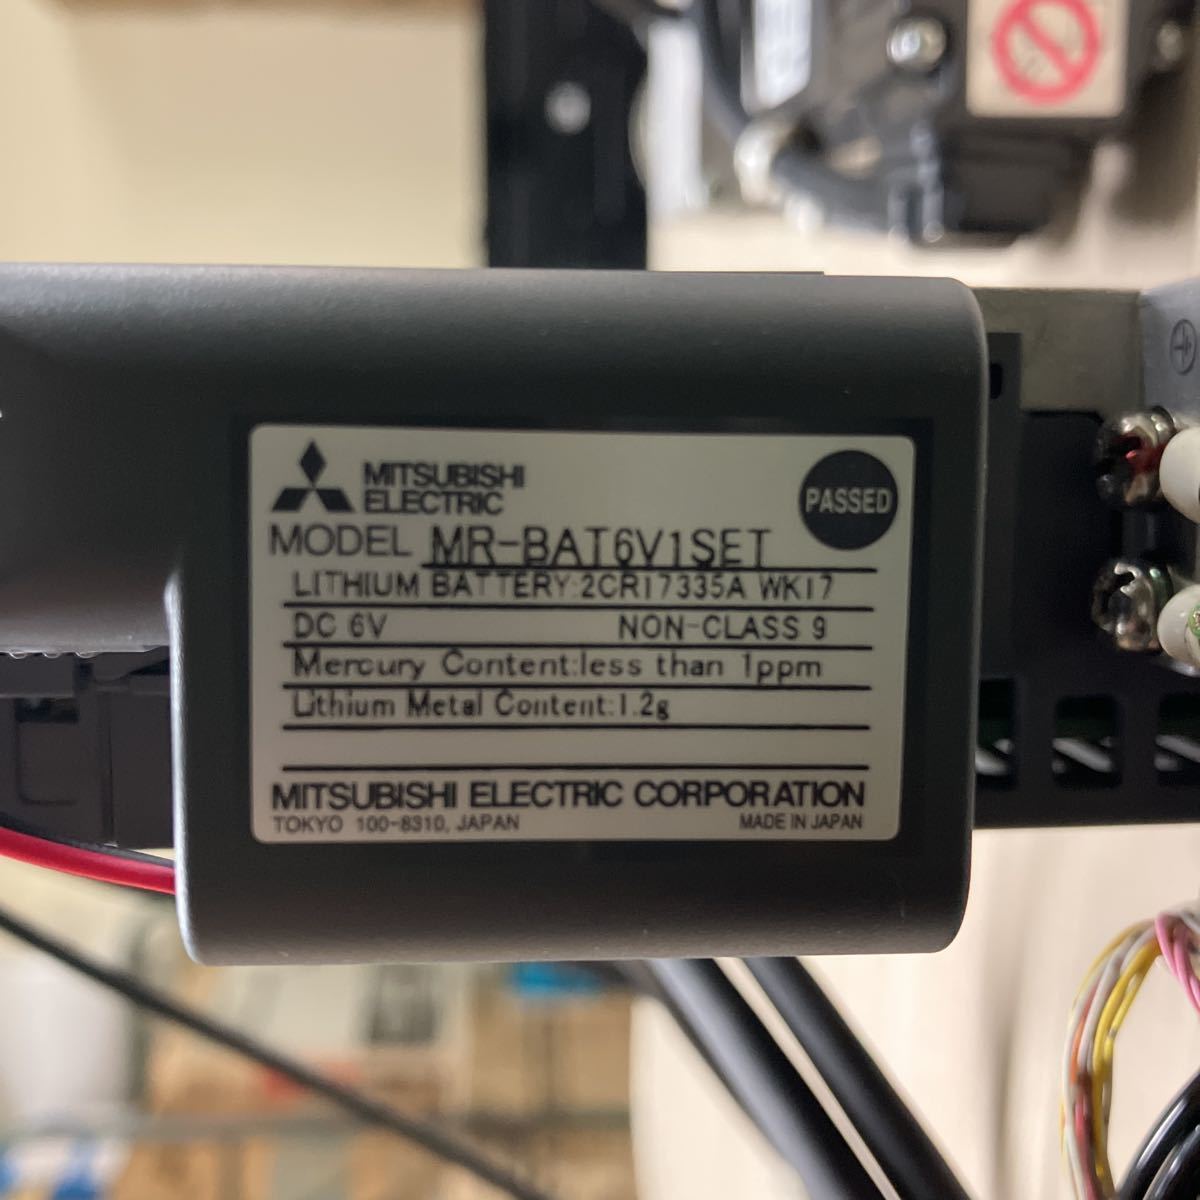 MITSUBISHI
ELECTRIC
PASSED
MODEL MR-BAT6V1SET
LITHIUM BATTERY:2CR17335A WK17
DC 6V NON-CLASS 9
Mercury Content:less than 1ppm
Lithium Metal Content:1.2g
MITSUBISHI ELECTRIC CORPORATION
TOKYO 100-8310, JAPAN MADE IN JAPAN